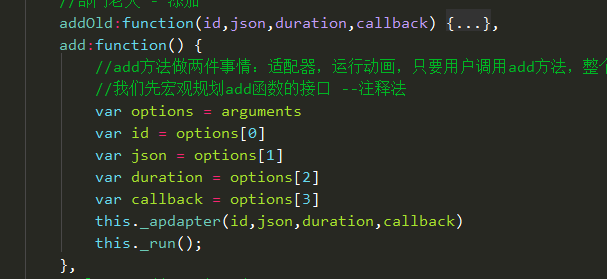 //部门老大 - 添加
addOld:function(id,json,duration,callback) {...},
add:function() {
//add方法做两件事情：适配器，运行动画，只要用户调用add方法，整个
//我们先宏观规划add函数的接口 --注释法
var options = arguments
var id = options[0]
var json = options[1]
var duration = options[2]
var callback = options[3]
this._apdapter(id,json,duration,callback)
this._run();
},